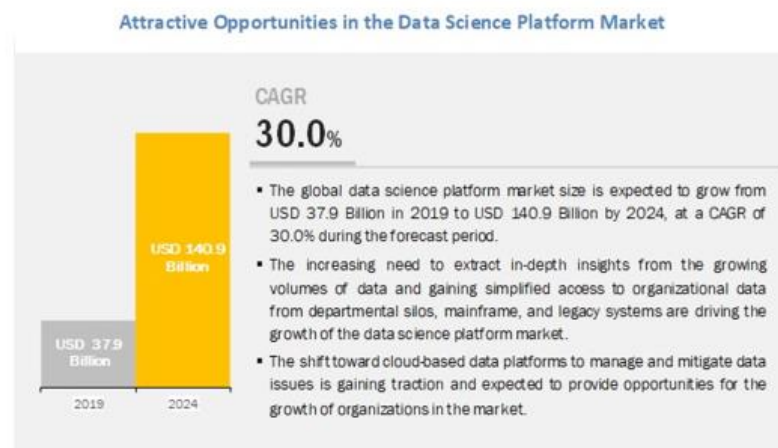 Attractive Opportunities in the Data Science Platform Market
CAGR
30.0%
▪ The global data science platform market size is expected to grow from
USD 37.9 Billion in 2019 to USD 140.9 Billion by 2024, at a CAGR of
30.0% during the forecast period.
▪ The increasing need to extract in-depth insights from the growing
volumes of data and gaining simplified access to organizational data
from departmental silos, mainframe, and legacy systems are driving the
growth of the data science platform market.
▪ The shift toward cloud-based data platforms to manage and mitigate data
issues is gaining traction and expected to provide opportunities for the
growth of organizations in the market.
USD 140.9
Billion
USD 37.9
Billion
2019
2024